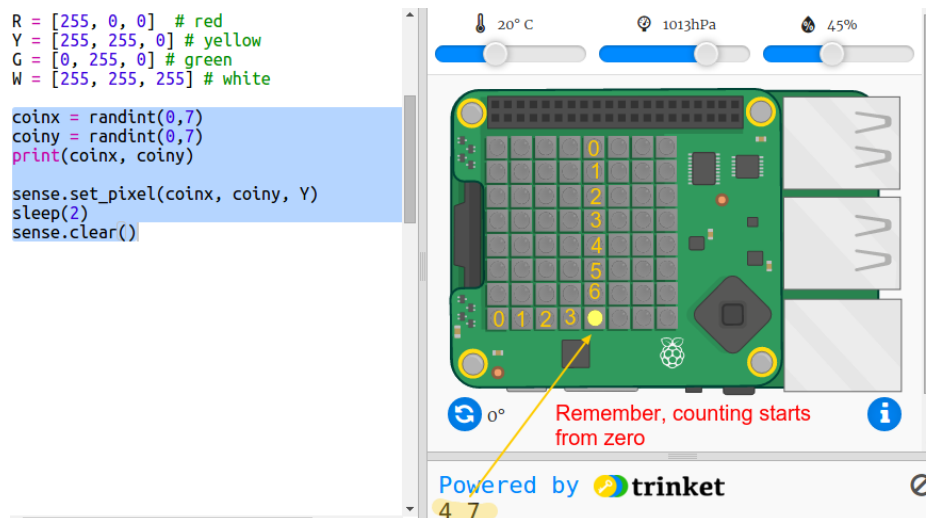 R = [255, 0, 0]  # red
Y = [255, 255, 0] # yellow
G = [0, 255, 0] # green
W = [255, 255, 255] # white
coinx = randint(0,7)
coiny = randint(0,7)
print(coinx, coiny)
sense.set_pixel(coinx, coiny, Y)
sleep(2)
sense.clear()
20° C
1013hPa
45%
0
1
2
3
4
5
6
0 1 2 3
0°
Remember, counting starts
from zero
Powered by trinket
4 7